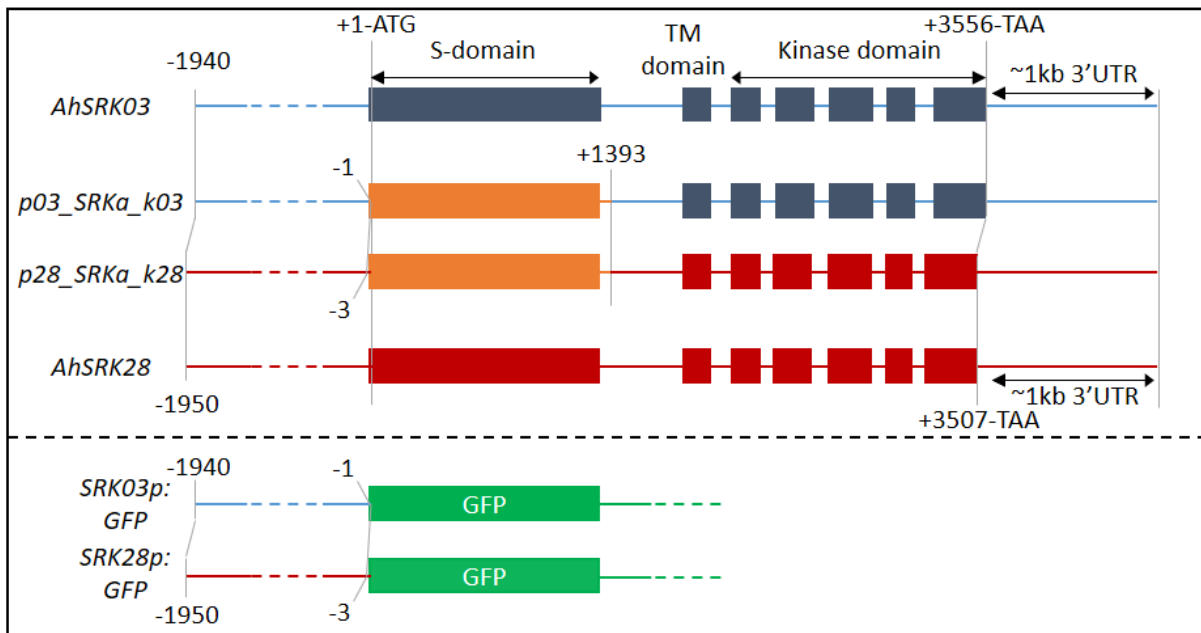 +1-ATG
+3556-TAA
S-domain
TM
domain
Kinase domain
-1940
~1kb 3’UTR
AhSRK03
-1
+1393
p03_SRKa_k03
p28_SRKa_k28
-3
AhSRK28
-1950
~1kb 3’UTR
+3507-TAA
-1940
-1
SRK03p:
GFP
GFP
SRK28p:
GFP
GFP
-1950
-3